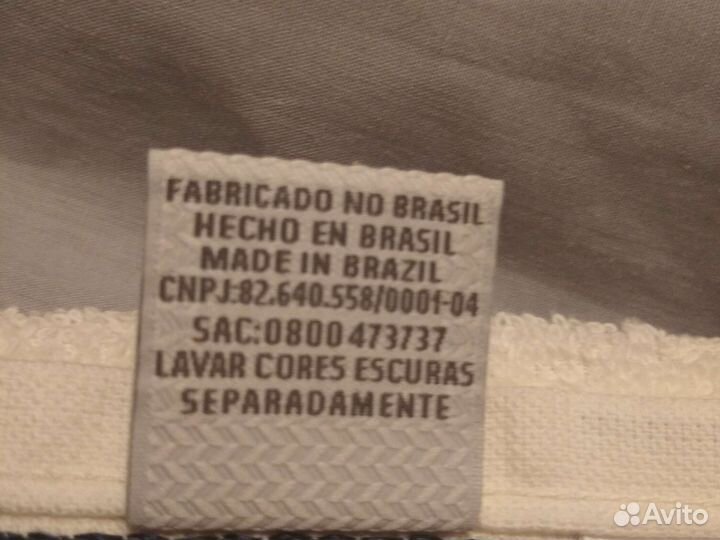 FABRICADO NO BRASIL
HECHO EN BRASIL
MADE IN BRAZIL
CNPJ:82.640.558/0001-04
SAC:0800 473737
LAVAR CORES ESCURAS
SEPARADAMENTE
Avito